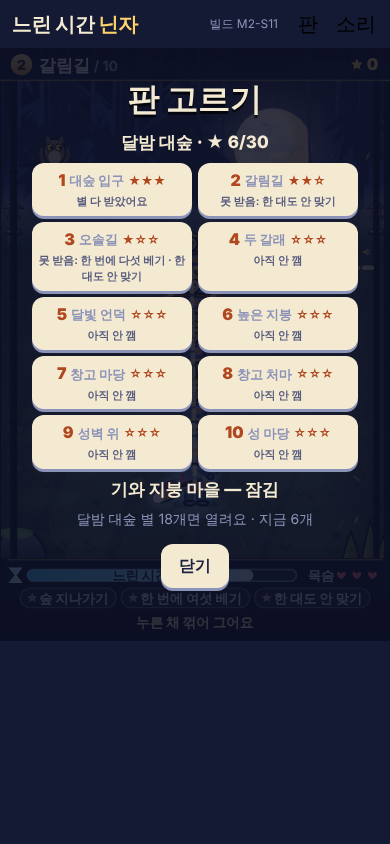 느린 시간 닌자 빌드 M2-S11 판 소리
2 갈림길 / 10 ★ 0
판 고르기
달밤 대숲 · ★ 6/30
1 대숲 입구 ★★★
별 다 받았어요
2 갈림길 ★★☆
못 받음: 한 대도 안 맞기
3 오솔길 ★☆☆
못 받음: 한 번에 다섯 베기 · 한
대도 안 맞기
4 두 갈래 ☆☆☆
아직 안 깸
5 달빛 언덕 ☆☆☆
아직 안 깸
6 높은 지붕 ☆☆☆
아직 안 깸
7 창고 마당 ☆☆☆
아직 안 깸
8 창고 처마 ☆☆☆
아직 안 깸
9 성벽 위 ☆☆☆
아직 안 깸
10 성 마당 ☆☆☆
아직 안 깸
기와 지붕 마을 — 잠김
달밤 대숲 별 18개면 열려요 · 지금 6개
닫기
느린 시간 목숨 ♥ ♥ ♥
★ 숲 지나가기 ★ 한 번에 여섯 베기 ★ 한 대도 안 맞기
누른 채 꺾어 그어요